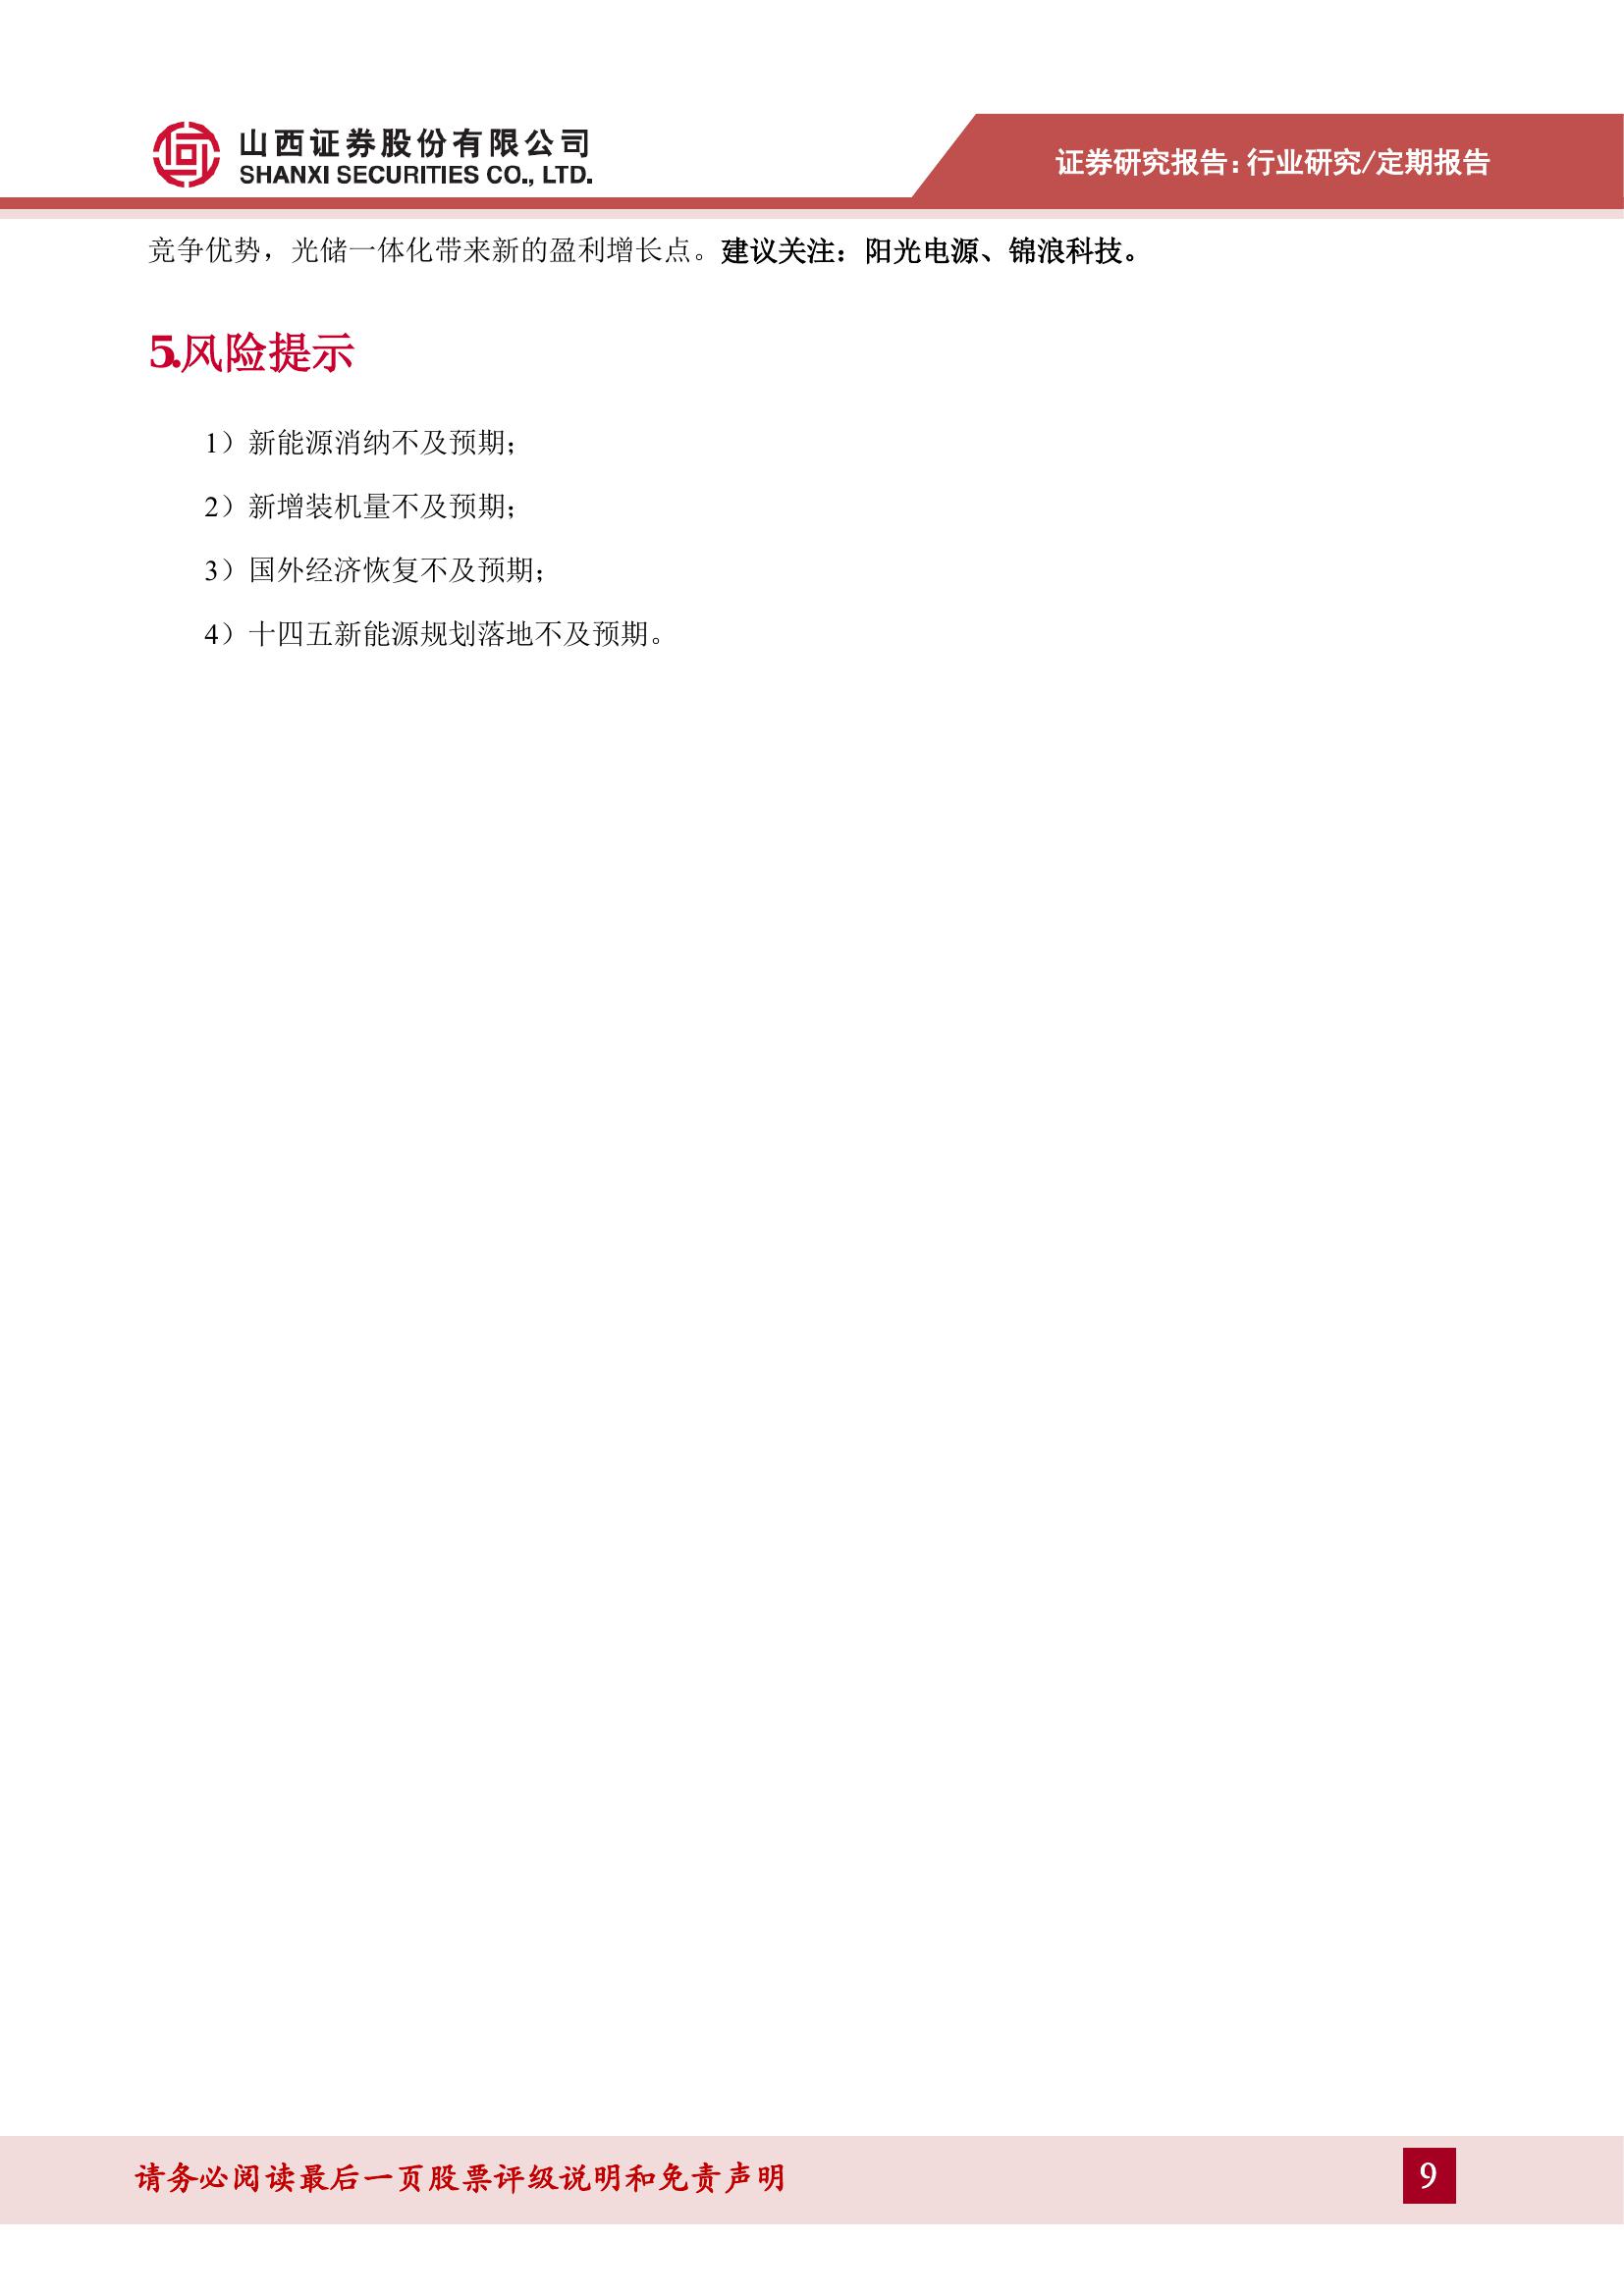 山西证券股份有限公司
SHANXI SECURITIES CO., LTD.
证券研究报告：行业研究/定期报告
竞争优势，光储一体化带来新的盈利增长点。建议关注：阳光电源、锦浪科技。
5.风险提示
1）新能源消纳不及预期；
2）新增装机量不及预期；
3）国外经济恢复不及预期；
4）十四五新能源规划落地不及预期。
请务必阅读最后一页股票评级说明和免责声明
9